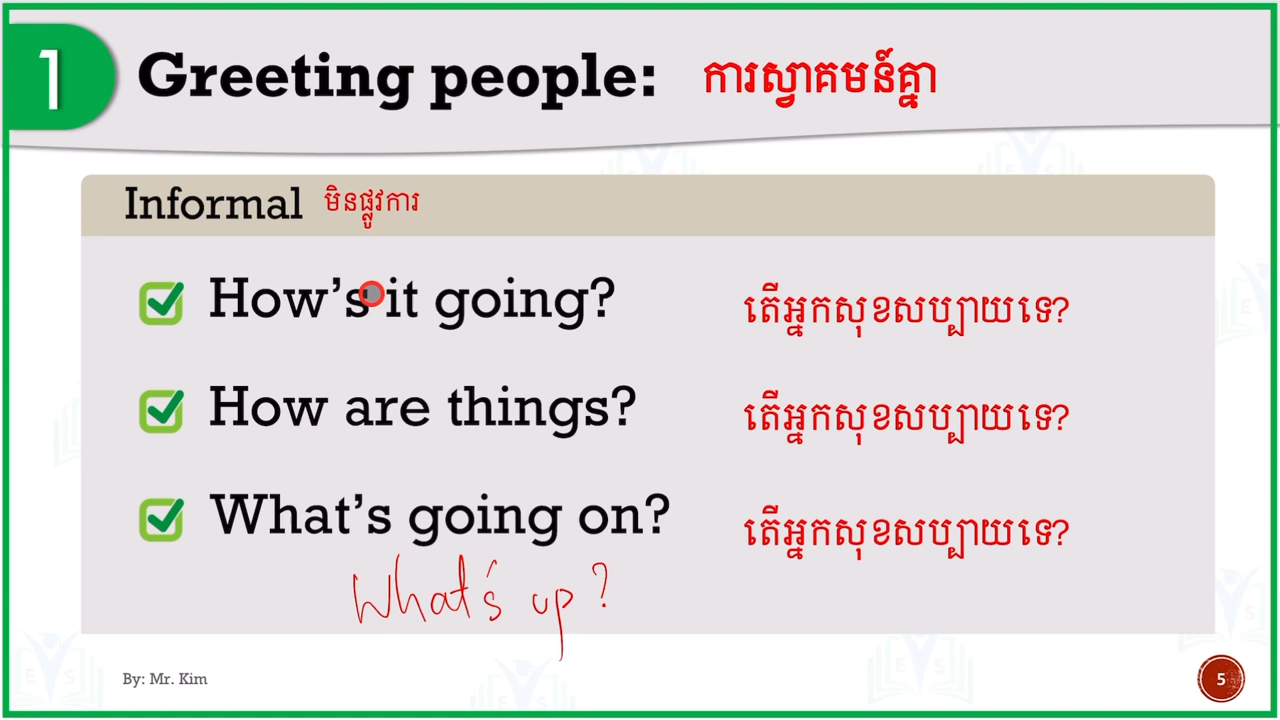 1 Greeting people: ការស្វាគមន៍គ្នា
Informal មិនផ្លូវការ
How's it going? តើអ្នកសុខសប្បាយទេ?
How are things? តើអ្នកសុខសប្បាយទេ?
What's going on? តើអ្នកសុខសប្បាយទេ?
What's up?
By: Mr. Kim
5